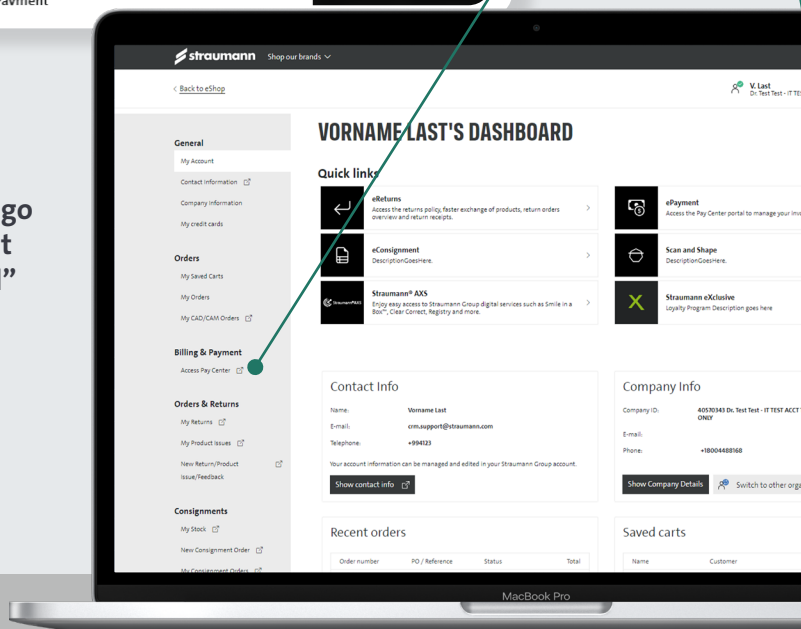 Payment
straumann Shop our brands
Back to eShop
V. Last
Dr. Test Test - IT TES
go
t
”
VORNAME LAST'S DASHBOARD
Quick links
General
My Account
Contact Information
Company Information
My credit cards
Orders
My Saved Carts
My Orders
My CAD/CAM Orders
Billing & Payment
Access Pay Center
Orders & Returns
My Returns
My Product Issues
New Return/Product
Issue/Feedback
Consignments
My Stock
New Consignment Order
My Consignment Orders
eReturns
Access the returns policy, faster exchange of products, return orders
overview and return receipts.
eConsignment
DescriptionGoesHere.
StraumannAXS
Straumann® AXS
Enjoy easy access to Straumann Group digital services such as Smile in a
Box™, Clear Correct, Registry and more.
ePayment
Access the Pay Center portal to manage your invo
Scan and Shape
DescriptionGoesHere.
Straumann eXclusive
Loyalty Program Description goes here
Contact Info
Name: Vorname Last
E-mail: crm.support@straumann.com
Telephone: +994123
Your account information can be managed and edited in your Straumann Group account.
Show contact info
Company Info
Company ID: 40570343 Dr. Test Test - IT TEST ACCT
ONLY
E-mail:
Phone: +18004488168
Show Company Details Switch to other orga
Recent orders
Order number PO / Reference Status Total
Saved carts
Name Customer
MacBook Pro